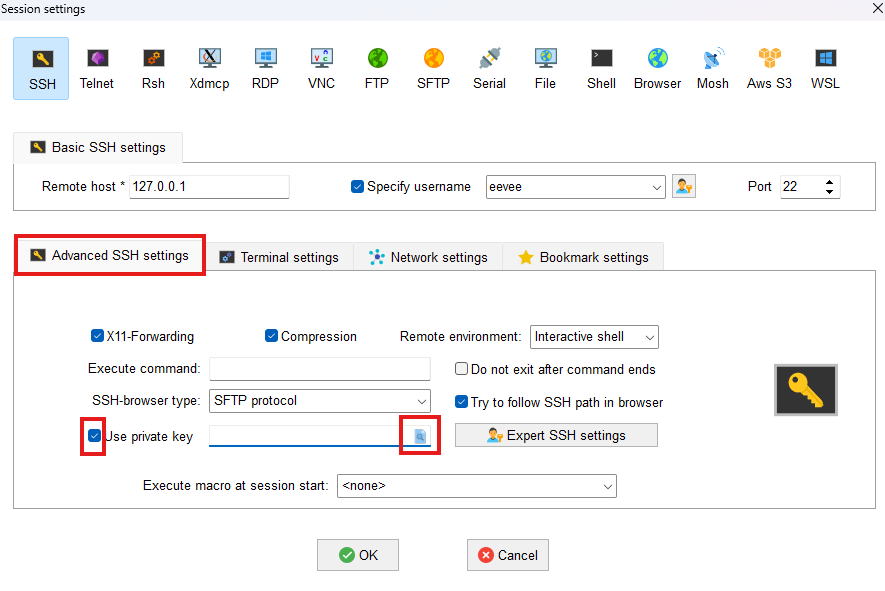 Session settings
SSH Telnet Rsh Xdmcp RDP VNC FTP SFTP Serial File Shell Browser Mosh Aws S3 WSL
Basic SSH settings
Remote host * 127.0.0.1 Specify username eevee Port 22
Advanced SSH settings Terminal settings Network settings Bookmark settings
X11-Forwarding Compression Remote environment: Interactive shell
Execute command: Do not exit after command ends
SSH-browser type: SFTP protocol Try to follow SSH path in browser
Use private key Expert SSH settings
Execute macro at session start: <none>
OK Cancel